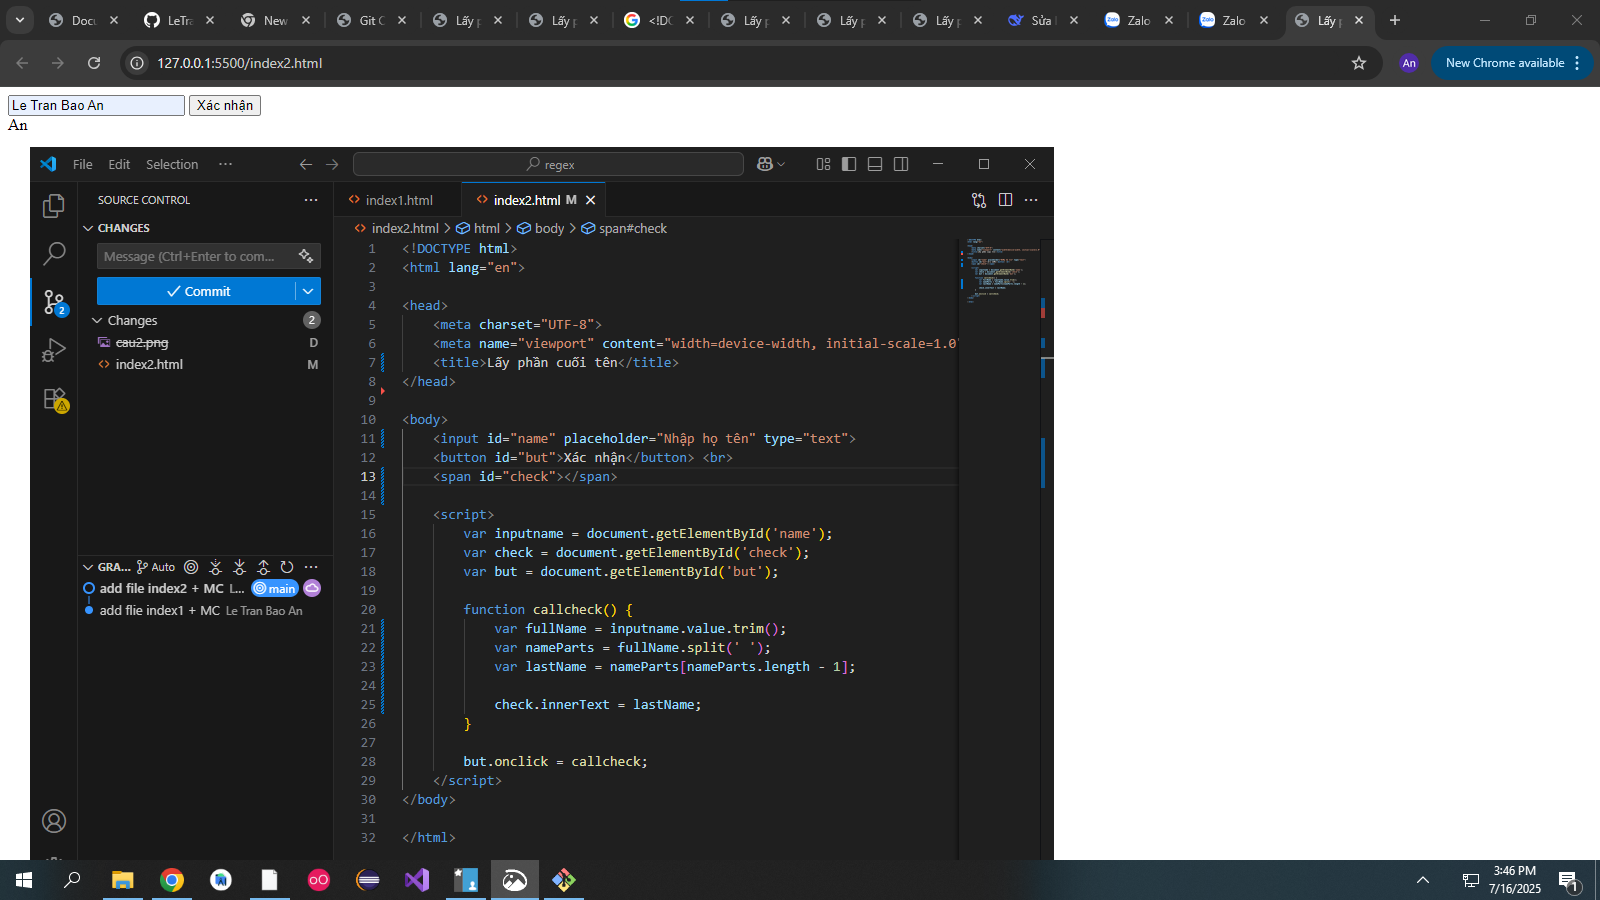 Docu
LeTra
New
Git C
Lấy p
Lấy p
<!DO
Lấy p
Lấy p
Lấy p
Sửa l
Zalo
Zalo
Lấy p
127.0.0.1:5500/index2.html
An
New Chrome available
Le Tran Bao An
Xác nhận
An
File Edit Selection ···
regex
SOURCE CONTROL
index1.html
index2.html M
CHANGES
index2.html > html > body > span#check
Message (Ctrl+Enter to com...
Commit
2
Changes 2
cau2.png D
index2.html M
1 <!DOCTYPE html>
2 <html lang="en">
3
4 <head>
5 <meta charset="UTF-8">
6 <meta name="viewport" content="width=device-width, initial-scale=1.0"
7 <title>Lấy phần cuối tên</title>
8 </head>
9
10 <body>
11 <input id="name" placeholder="Nhập họ tên" type="text">
12 <button id="but">Xác nhận</button> <br>
13 <span id="check"></span>
14
15 <script>
16 var inputname = document.getElementById('name');
17 var check = document.getElementById('check');
18 var but = document.getElementById('but');
19
20 function callcheck() {
21 var fullName = inputname.value.trim();
22 var nameParts = fullName.split(' ');
23 var lastName = nameParts[nameParts.length - 1];
24
25 check.innerText = lastName;
26 }
27
28 but.onclick = callcheck;
29 </script>
30 </body>
31
32 </html>
GRA... Auto
add file index2 + MC L... main
add flie index1 + MC Le Tran Bao An
3:46 PM
7/16/2025
1